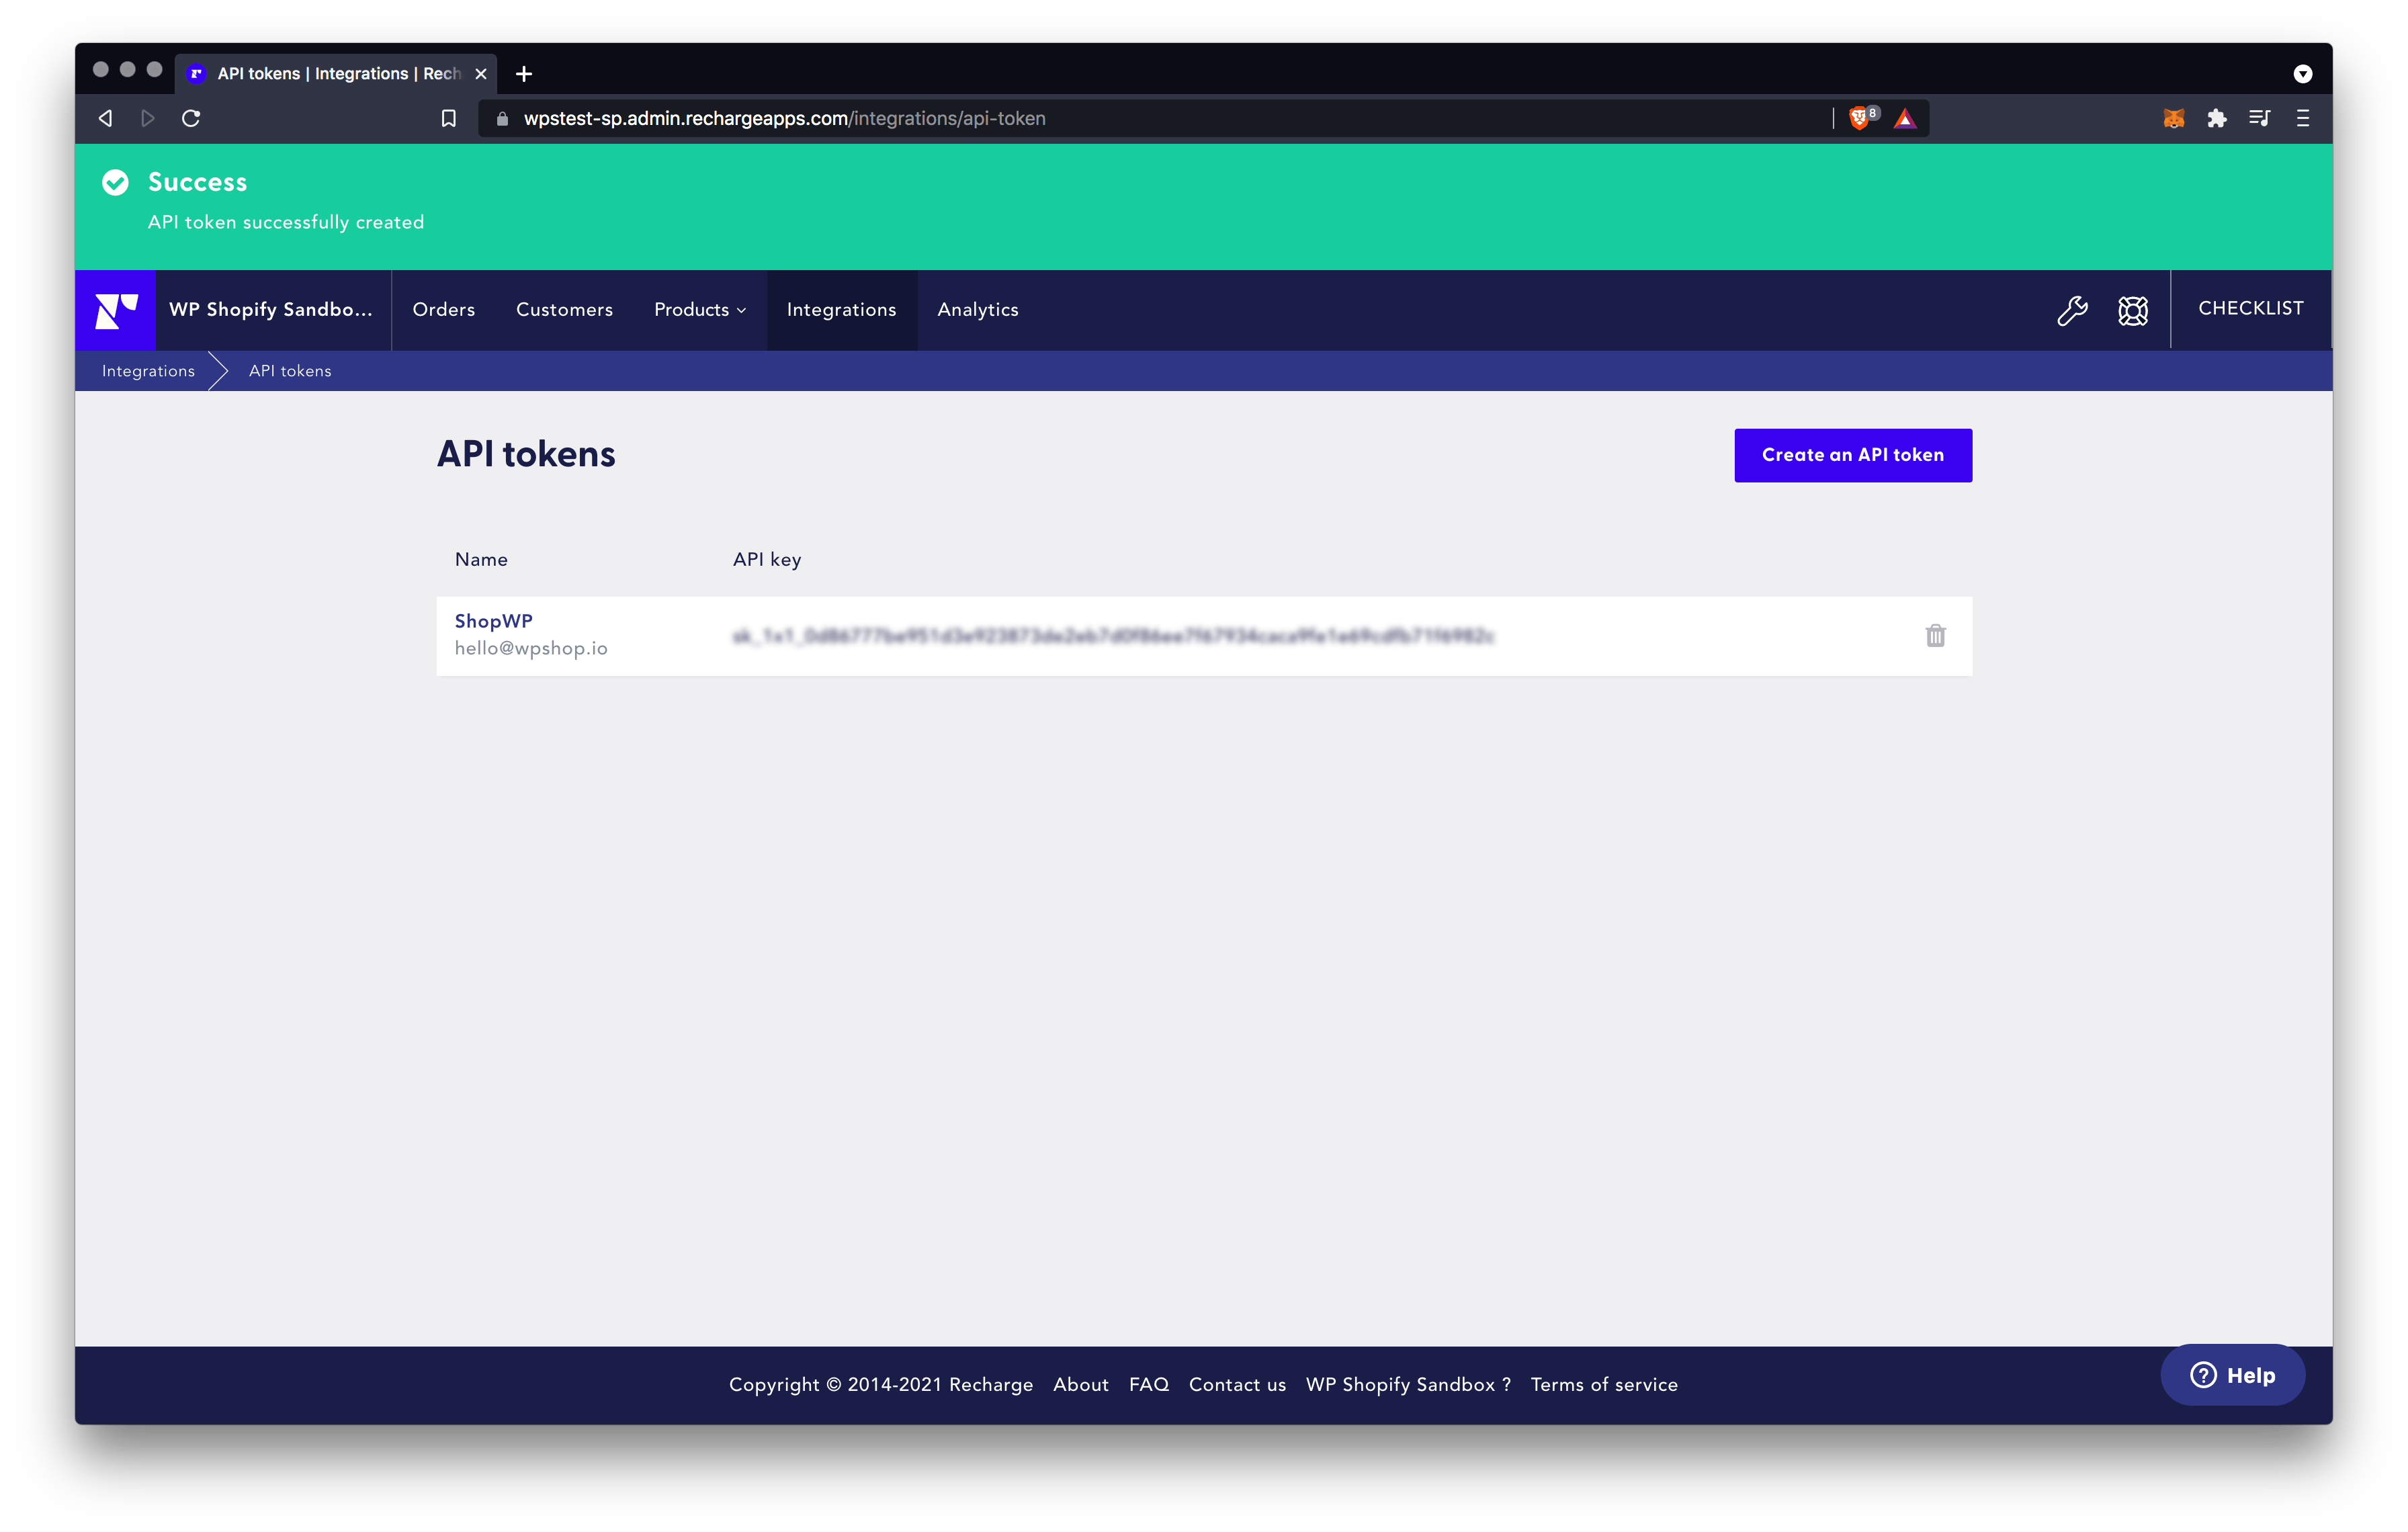 API tokens | Integrations | Rech
wpstest-sp.admin.rechargeapps.com/integrations/api-token
8
Success
API token successfully created
WP Shopify Sandbo...
Orders
Customers
Products
Integrations
Analytics
CHECKLIST
Integrations
API tokens
API tokens
Create an API token
Name
API key
ShopWP
hello@wpshop.io
Copyright © 2014-2021 Recharge
About
FAQ
Contact us
WP Shopify Sandbox ?
Terms of service
? Help